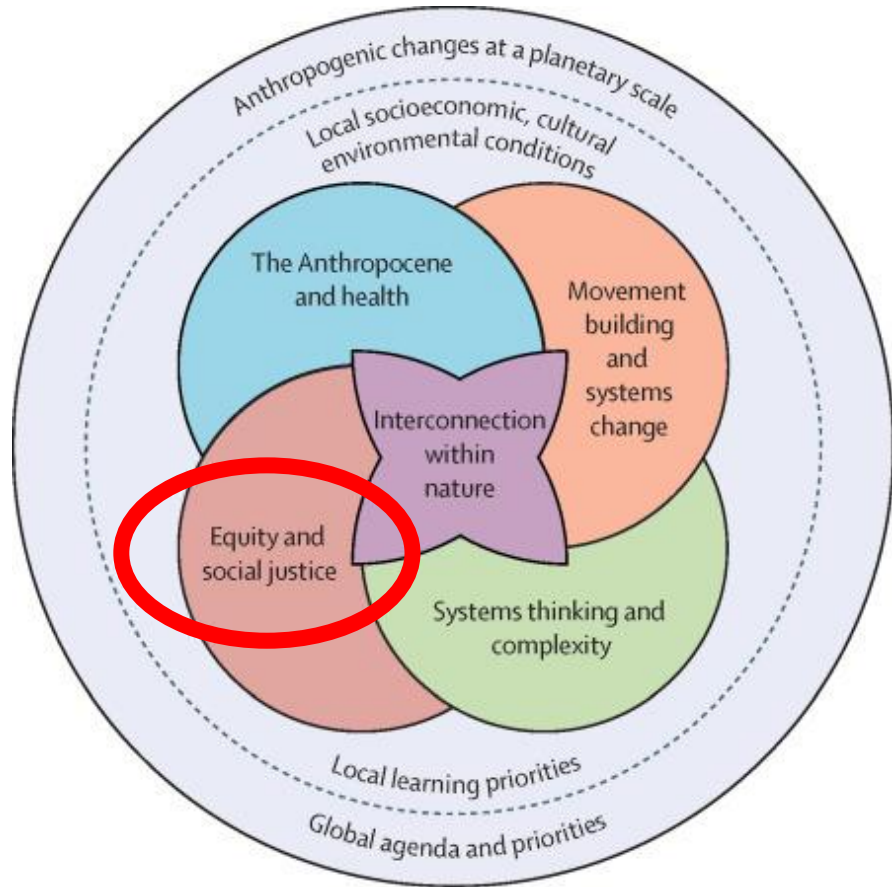 Anthropogenic changes at a planetary scale
Local socioeconomic, cultural
environmental conditions
The Anthropocene
and health
Movement
building
and
systems
change
Interconnection
within
nature
Equity and
social justice
Systems thinking and
complexity
Local learning priorities
Global agenda and priorities